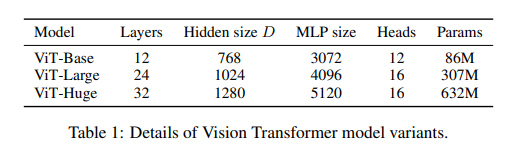 Model Layers Hidden size D MLP size Heads Params
ViT-Base 12 768 3072 12 86M
ViT-Large 24 1024 4096 16 307M
ViT-Huge 32 1280 5120 16 632M
Table 1: Details of Vision Transformer model variants.